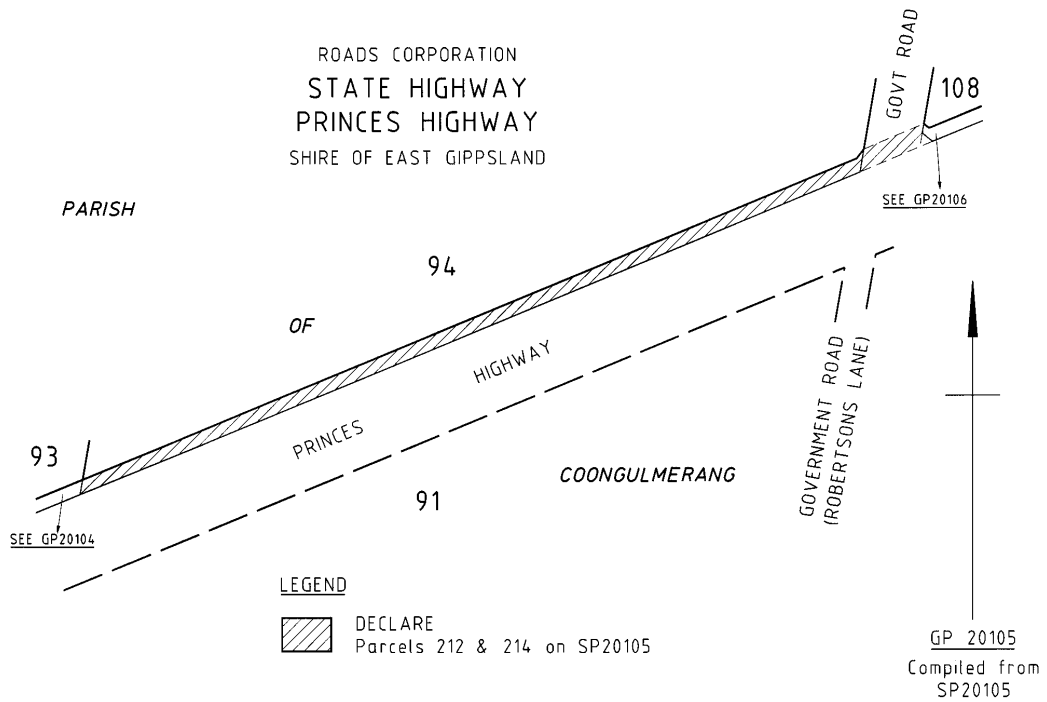 ROADS CORPORATION
STATE HIGHWAY
PRINCES HIGHWAY
SHIRE OF EAST GIPPSLAND
GOVT ROAD
108
SEE GP20106
PARISH
94
OF
HIGHWAY
PRINCES
GOVERNMENT ROAD
(ROBERTSONS LANE)
93
SEE GP20104
COONGULMERANG
91
LEGEND
DECLARE
Parcels 212 & 214 on SP20105
GP 20105
Compiled from
SP20105